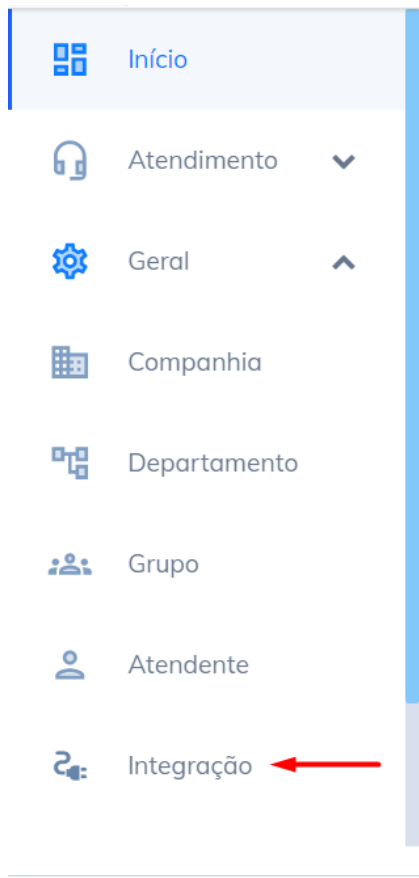 Início
Atendimento
Geral
Companhia
Departamento
Grupo
Atendente
Integração